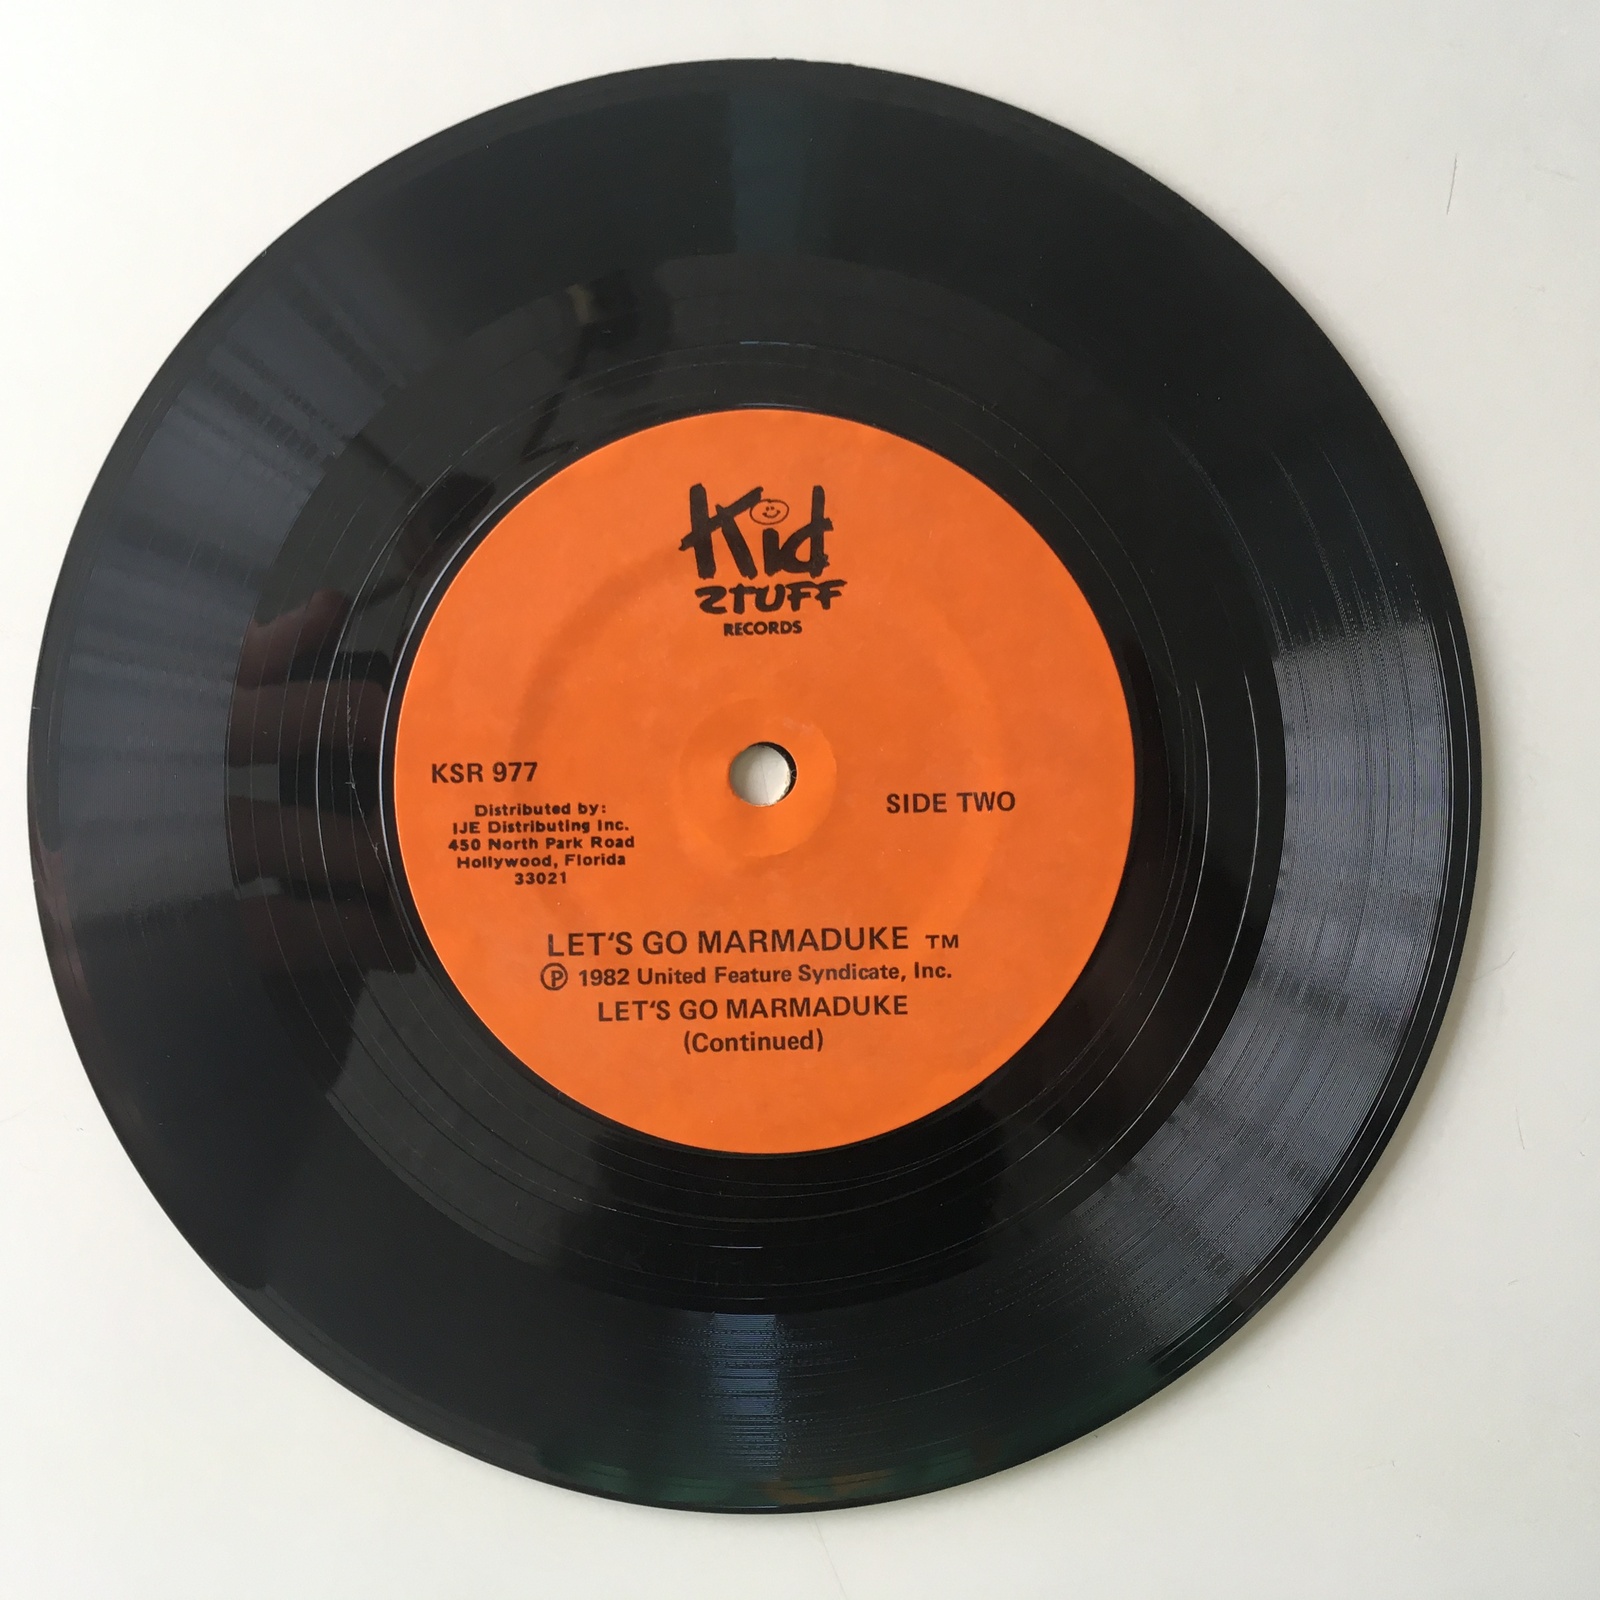 Kid
STUFF
RECORDS
KSR 977
Distributed by:
IJE Distributing Inc.
450 North Park Road
Hollywood, Florida
33021
SIDE TWO
LET'S GO MARMADUKE TM
Ⓟ 1982 United Feature Syndicate, Inc.
LET'S GO MARMADUKE
(Continued)